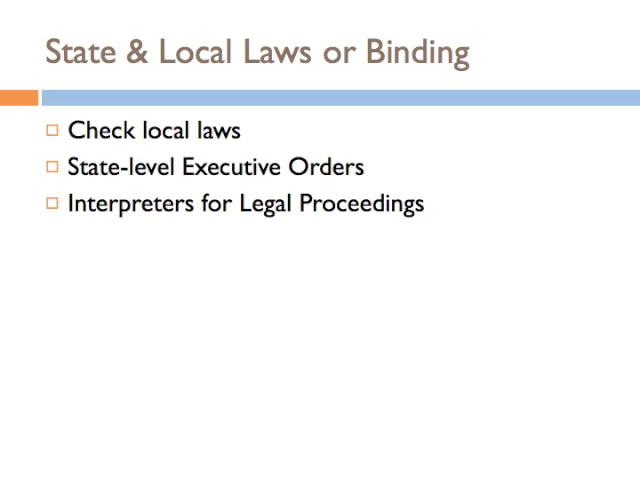 State & Local Laws or Binding
Check local laws
State-level Executive Orders
Interpreters for Legal Proceedings